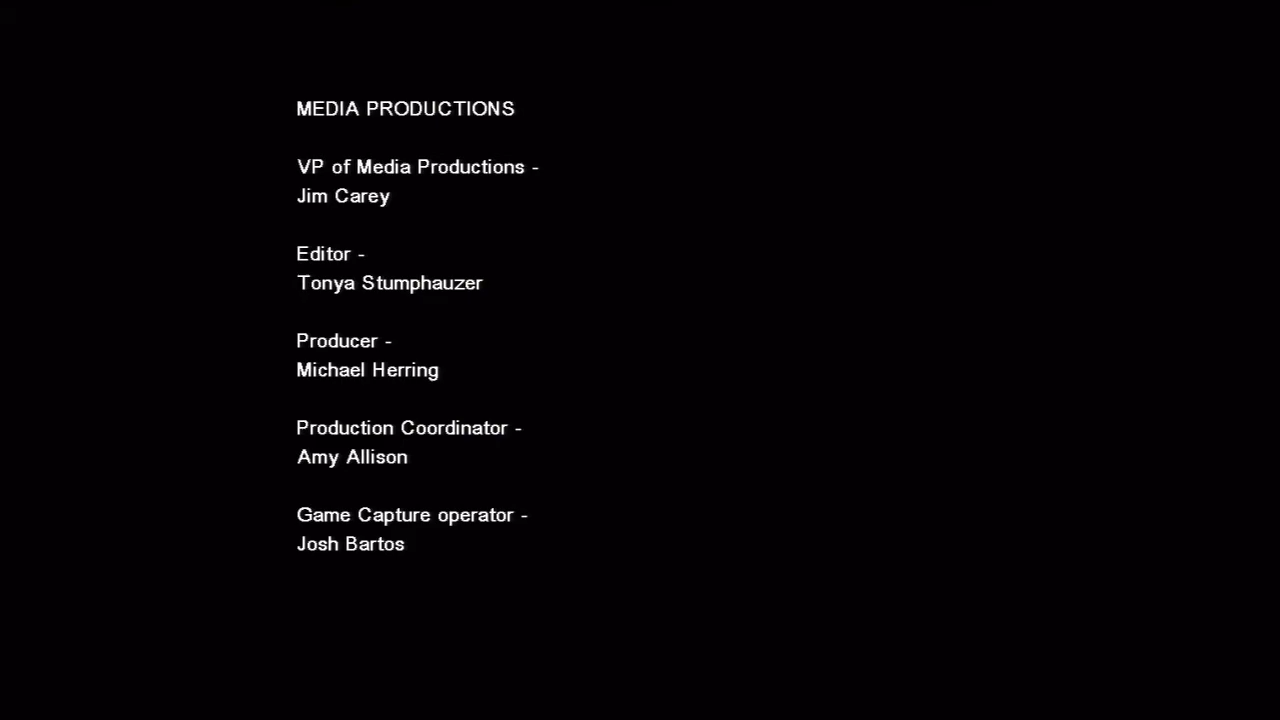 MEDIA PRODUCTIONS
VP of Media Productions -
Jim Carey
Editor -
Tonya Stumphauzer
Producer -
Michael Herring
Production Coordinator -
Amy Allison
Game Capture operator -
Josh Bartos